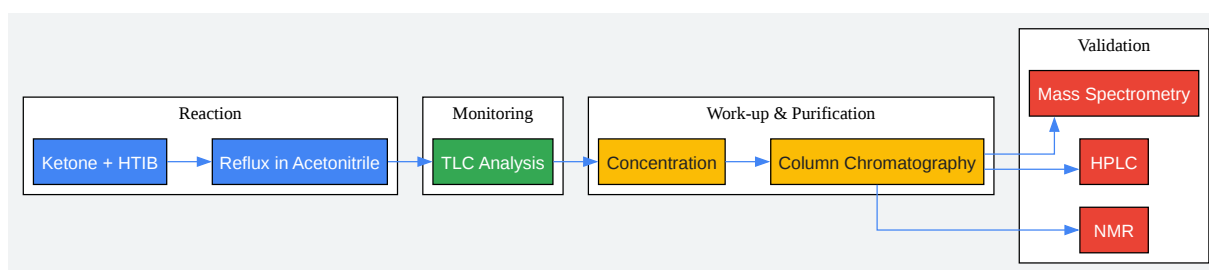 Reaction
Ketone + HTIB
Reflux in Acetonitrile
Monitoring
TLC Analysis
Work-up & Purification
Concentration
Column Chromatography
Validation
Mass Spectrometry
HPLC
NMR